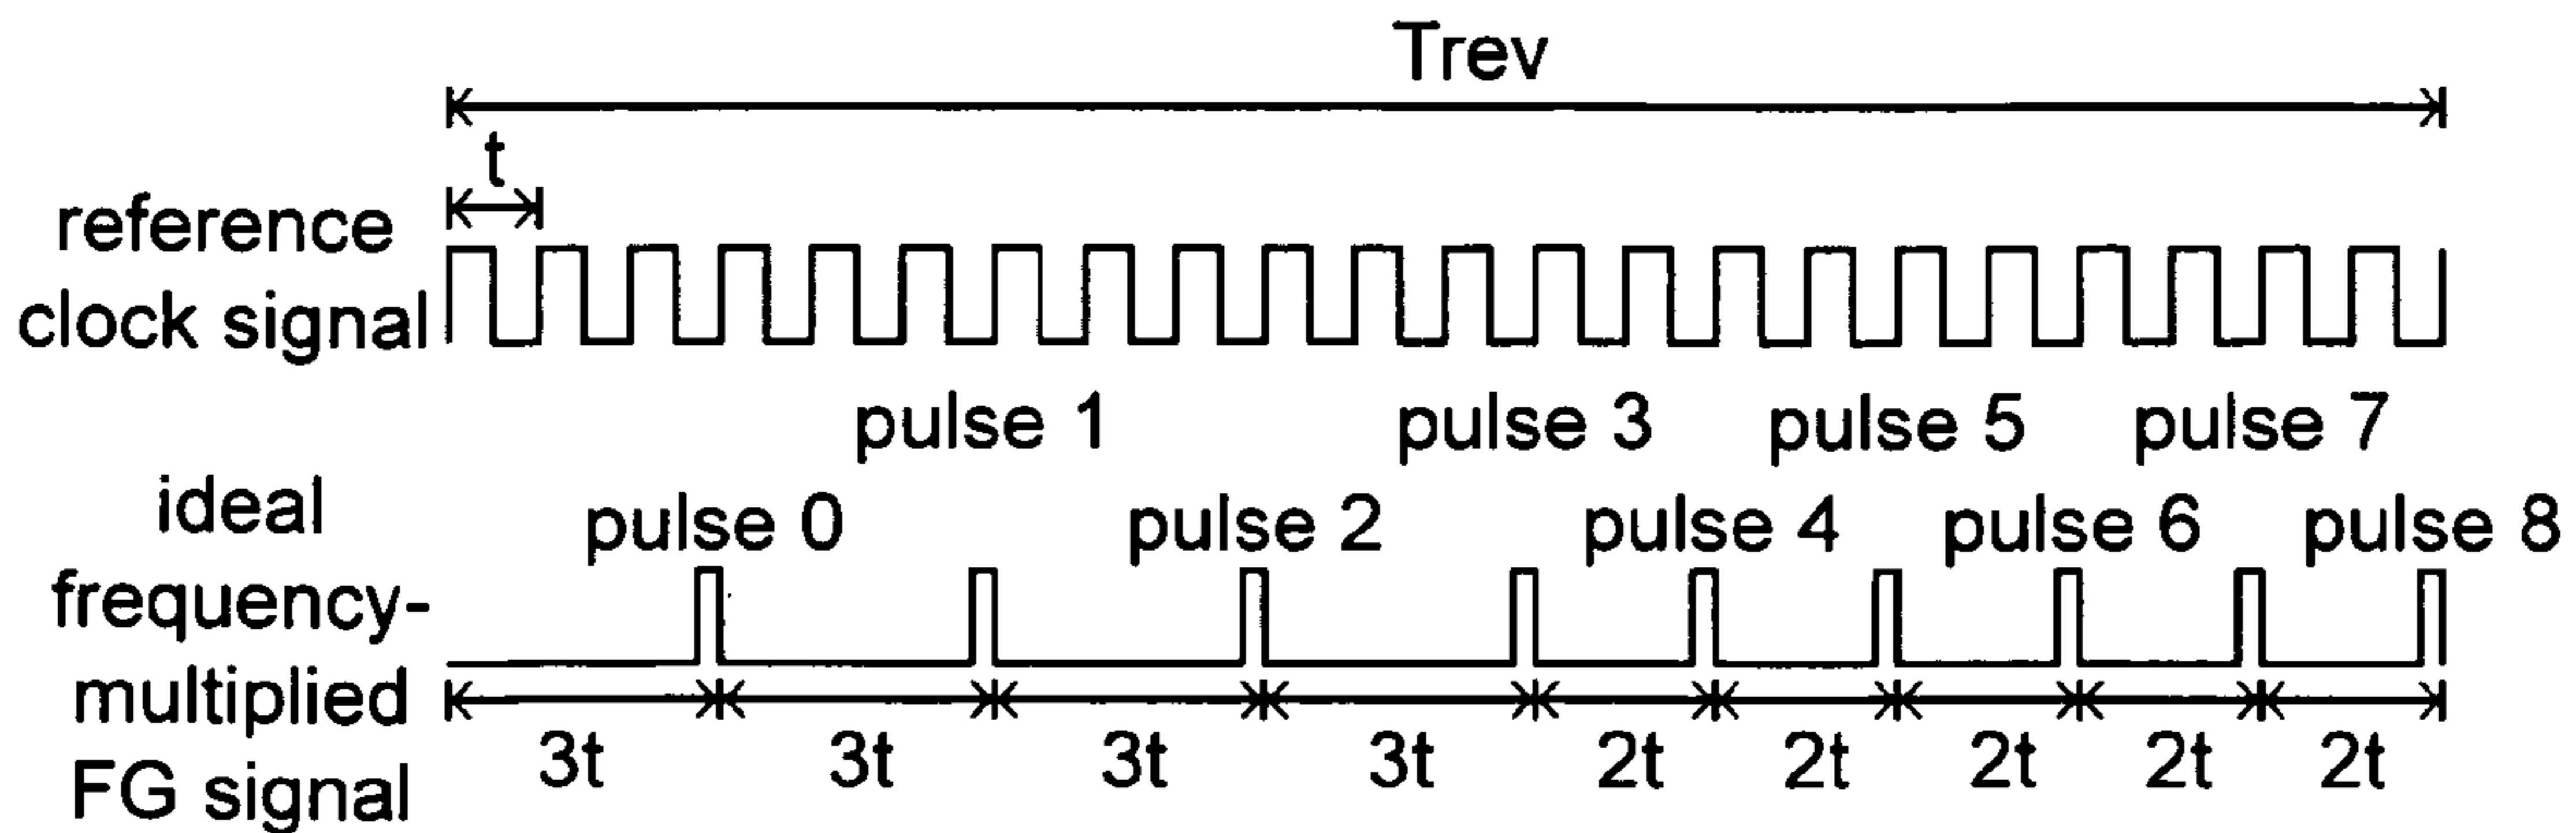 Trev
t
reference
clock signal
pulse 1 pulse 3 pulse 5 pulse 7
ideal
frequency-
multiplied
FG signal
pulse 0 pulse 2 pulse 4 pulse 6 pulse 8
3t 3t 3t 3t 2t 2t 2t 2t 2t